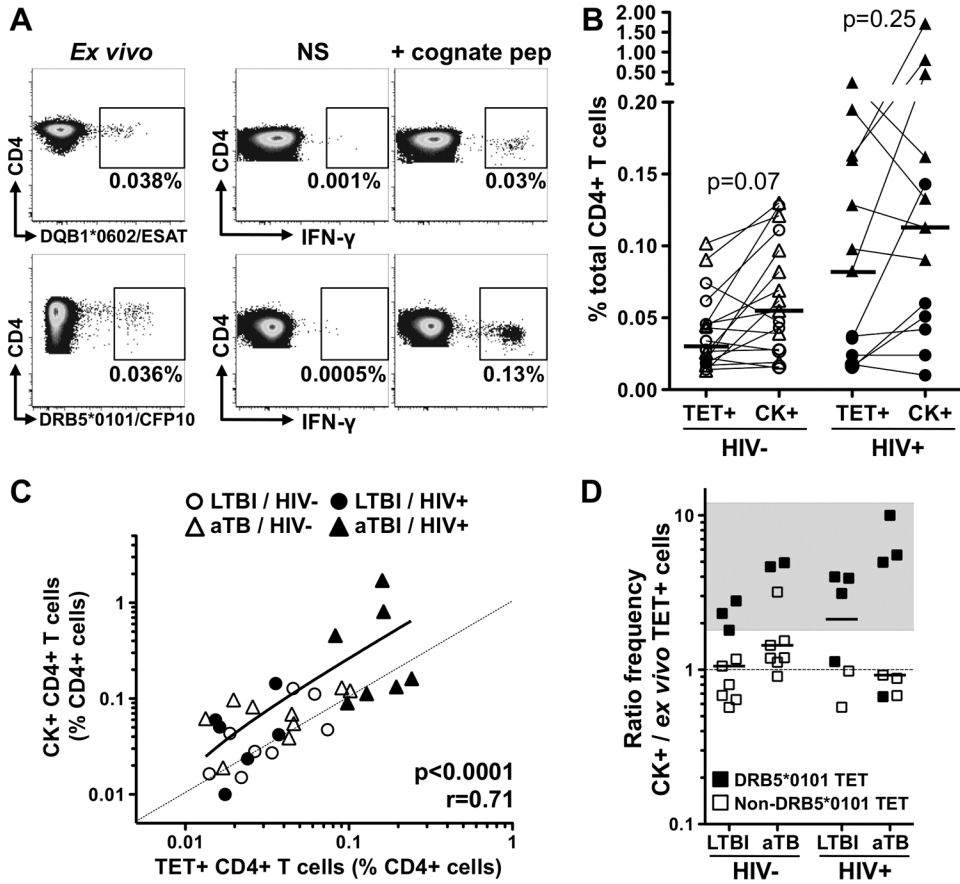 A
Ex vivo
NS
+ cognate pep
CD4
0.038%
DQB1*0602/ESAT
CD4
0.001%
0.03%
IFN-γ
CD4
0.036%
DRB5*0101/CFP10
CD4
0.0005%
0.13%
IFN-γ
B
% total CD4+ T cells
2.00
1.50
1.00
0.50
0.20
0.15
0.10
0.05
0.00
p=0.07
p=0.25
TET+ CK+ TET+ CK+
HIV- HIV+
C
LTBI / HIV- LTBI / HIV+
aTB / HIV- aTBI / HIV+
CK+ CD4+ T cells
(% CD4+ cells)
1
0.1
0.01
p<0.0001
r=0.71
0.01 0.1 1
TET+ CD4+ T cells (% CD4+ cells)
D
Ratio frequency
CK+ / ex vivo TET+ cells
10
1
0.1
DRB5*0101 TET
Non-DRB5*0101 TET
LTBI aTB LTBI aTB
HIV- HIV+